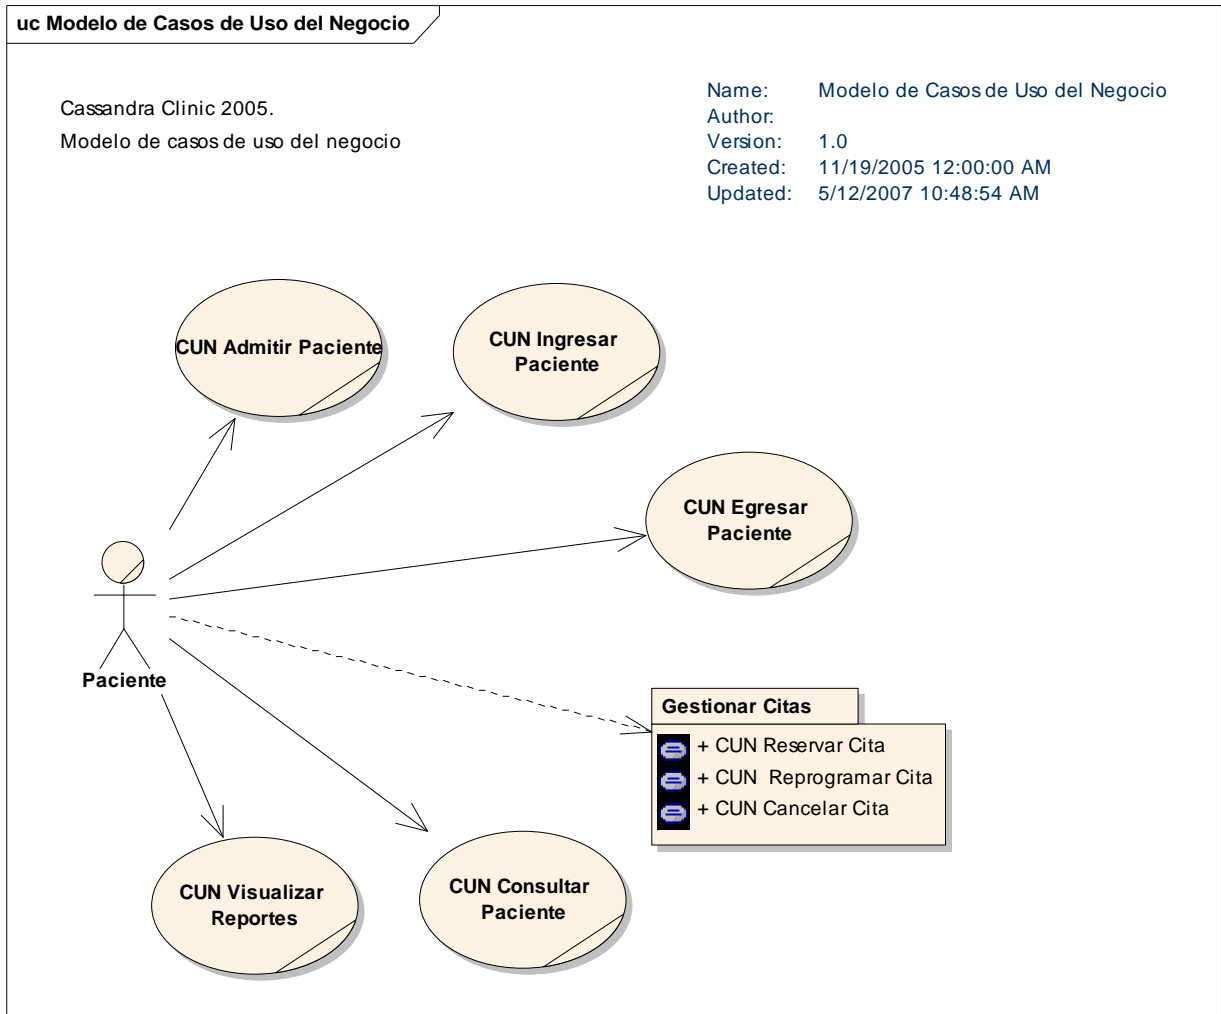 uc Modelo de Casos de Uso del Negocio
Cassandra Clinic 2005.
Modelo de casos de uso del negocio
Name: Modelo de Casos de Uso del Negocio
Author:
Version: 1.0
Created: 11/19/2005 12:00:00 AM
Updated: 5/12/2007 10:48:54 AM
CUN Admitir Paciente
CUN Ingresar
Paciente
CUN Egresar
Paciente
Paciente
Gestionar Citas
+ CUN Reservar Cita
+ CUN Reprogramar Cita
+ CUN Cancelar Cita
CUN Visualizar
Reportes
CUN Consultar
Paciente